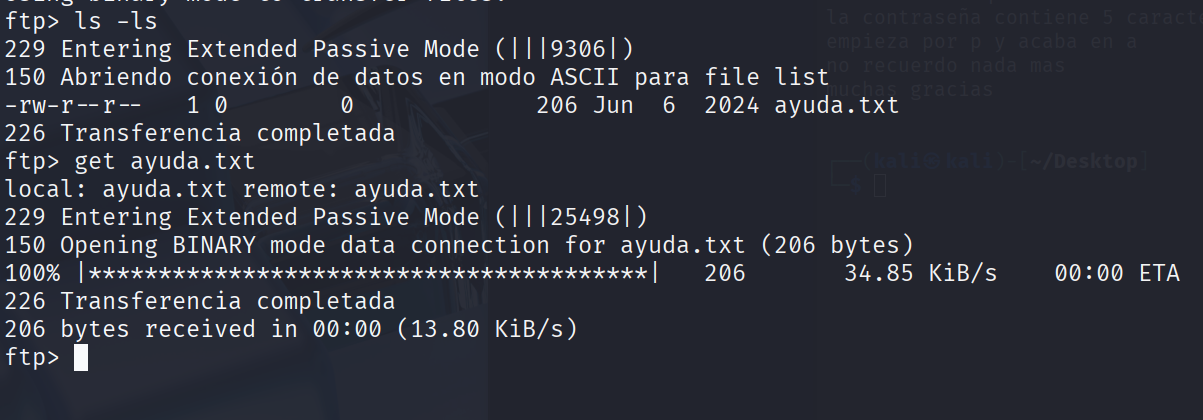 ftp> ls -ls
229 Entering Extended Passive Mode (|||9306|)
150 Abriendo conexión de datos en modo ASCII para file list
-rw-r--r--   1 0        0             206 Jun  6  2024 ayuda.txt
226 Transferencia completada
ftp> get ayuda.txt
local: ayuda.txt remote: ayuda.txt
229 Entering Extended Passive Mode (|||25498|)
150 Opening BINARY mode data connection for ayuda.txt (206 bytes)
100% |****************************************|   206       34.85 KiB/s    00:00 ETA
226 Transferencia completada
206 bytes received in 00:00 (13.80 KiB/s)
ftp>
la contraseña contiene 5
empieza por p y acaba en a
no recuerdo nada mas
muchas gracias
(kali㉿kali)-[~/Desktop]
$